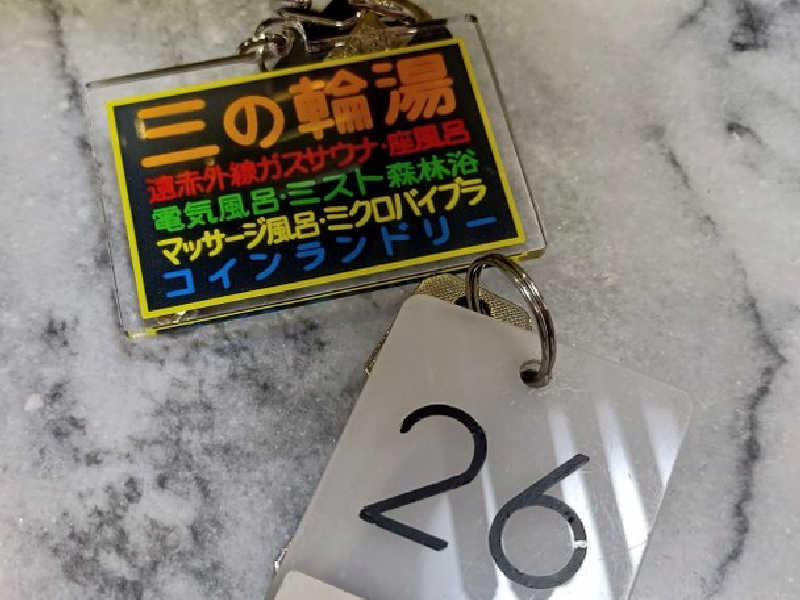 三の輪湯
遠赤外線ガスサウナ・座風呂
電気風呂・ミスト森林浴
マッサージ風呂・ミクロバイブラ
コインランドリー
26